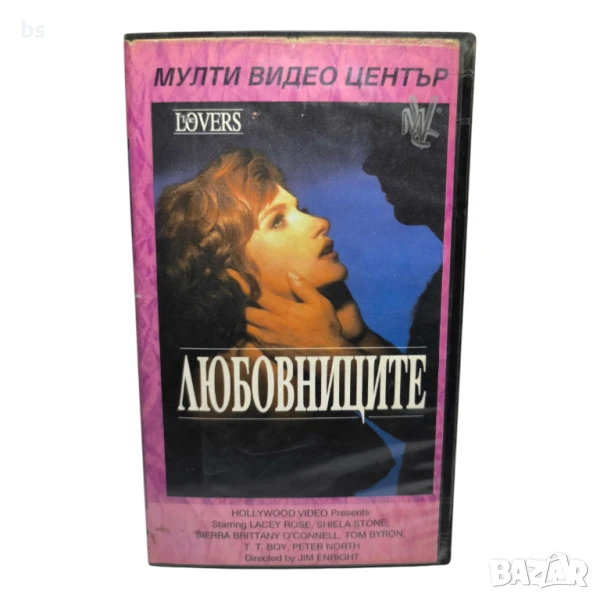 bs
МУЛТИ ВИДЕО ЦЕНТЪР
THE
LOVERS
ЛЮБОВНИЦИТЕ
HOLLYWOOD VIDEO Presents
Starring LACEY ROSE, SHIELA STONE,
SIERRA BRITTANY O'CONNELL, TOM BYRON,
T. T. BOY, PETER NORTH
Directed by JIM ENRIGHT
BAZAR